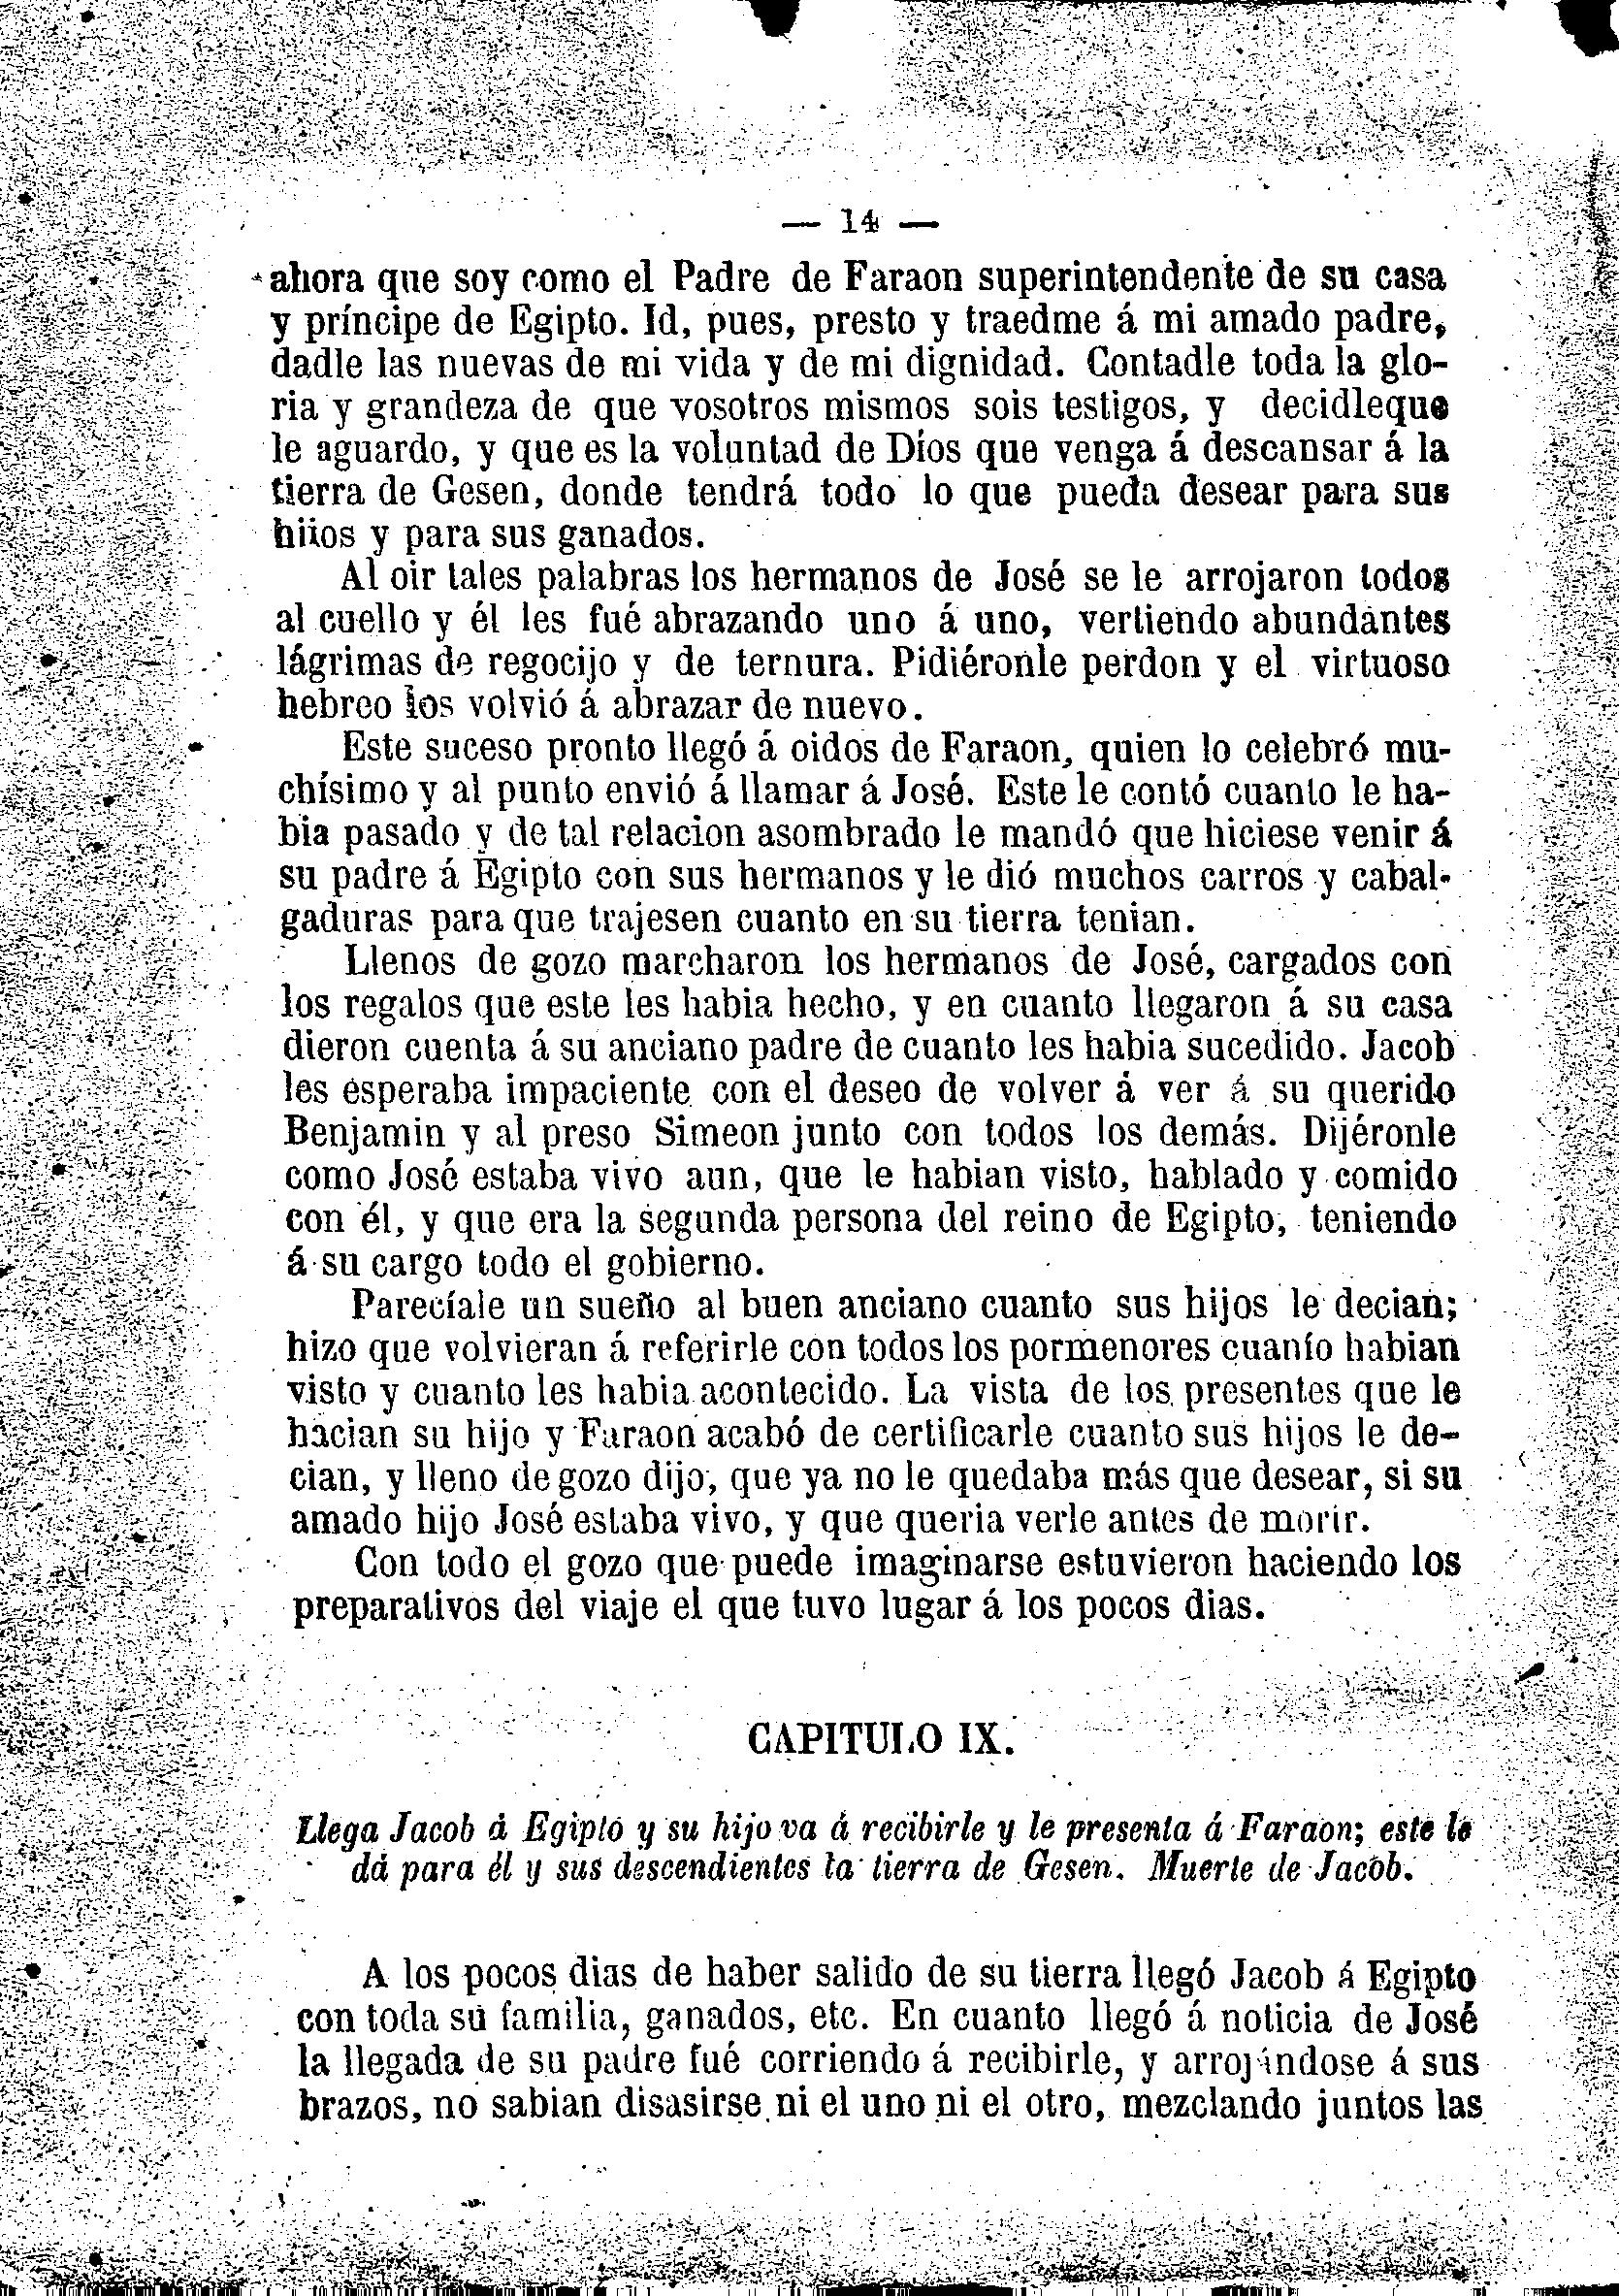 — 14 —
ahora que soy como el Padre de Faraon superintendente de su casa
y príncipe de Egipto. Id, pues, presto y traedme á mi amado padre,
dadle las nuevas de mi vida y de mi dignidad. Contadle toda la glo-
ria y grandeza de que vosotros mismos sois testigos, y decidleque
le aguardo, y que es la voluntad de Dios que venga á descansar á la
tierra de Gesen, donde tendrá todo lo que pueda desear para sus
hijos y para sus ganados.
Al oir tales palabras los hermanos de José se le arrojaron todos
al cuello y él les fué abrazando uno á uno, vertiendo abundantes
lágrimas de regocijo y de ternura. Pidiéronle perdon y el virtuoso
hebreo los volvió á abrazar de nuevo.
Este suceso pronto llegó á oidos de Faraon, quien lo celebró mu-
chísimo y al punto envió á llamar á José. Este le contó cuanto le ha-
bia pasado y de tal relacion asombrado le mandó que hiciese venir á
su padre á Egipto con sus hermanos y le dió muchos carros y cabal-
gaduras para que trajesen cuanto en su tierra tenian.
Llenos de gozo marcharon los hermanos de José, cargados con
los regalos que este les habia hecho, y en cuanto llegaron á su casa
dieron cuenta á su anciano padre de cuanto les habia sucedido. Jacob
les esperaba impaciente con el deseo de volver á ver á su querido
Benjamin y al preso Simeon junto con todos los demás. Dijéronle
como José estaba vivo aun, que le habian visto, hablado y comido
con él, y que era la segunda persona del reino de Egipto, teniendo
á su cargo todo el gobierno.
Parecíale un sueño al buen anciano cuanto sus hijos le decian;
hizo que volvieran á referirle con todos los pormenores cuanto habian
visto y cuanto les habia acontecido. La vista de los presentes que le
hacian su hijo y Faraon acabó de certificarle cuanto sus hijos le de-
cian, y lleno de gozo dijo, que ya no le quedaba más que desear, si su
amado hijo José estaba vivo, y que queria verle antes de morir.
Con todo el gozo que puede imaginarse estuvieron haciendo los
preparativos del viaje el que tuvo lugar á los pocos dias.
CAPITULO IX.
Llega Jacob á Egipto y su hijo va á recibirle y le presenta á Faraon; este le
dá para él y sus descendientes la tierra de Gesen. Muerte de Jacob.
A los pocos dias de haber salido de su tierra llegó Jacob á Egipto
con toda su familia, ganados, etc. En cuanto llegó á noticia de José
la llegada de su padre fué corriendo á recibirle, y arrojándose á sus
brazos, no sabian disasirse ni el uno ni el otro, mezclando juntos las